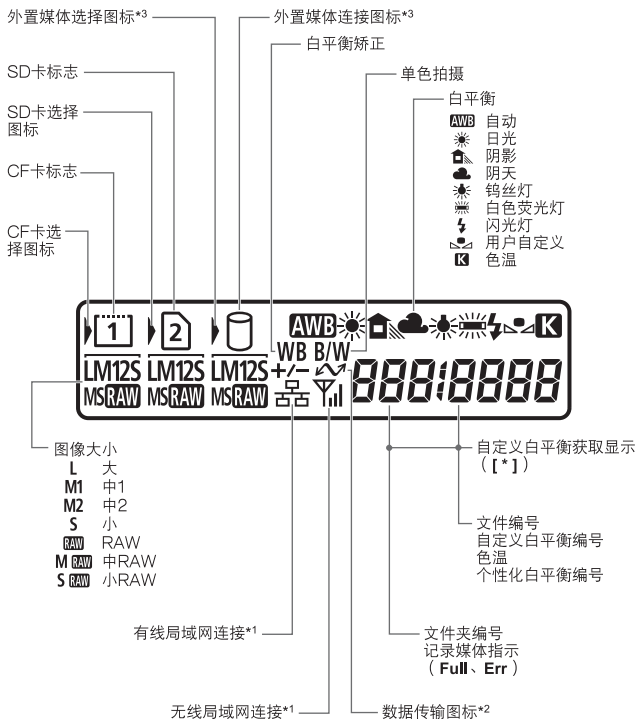 外置媒体选择图标*3
外置媒体连接图标*3
白平衡矫正
SD卡标志
单色拍摄
白平衡
SD卡选择
图标
AWB 自动
日光
阴影
CF卡标志
阴天
钨丝灯
白色荧光灯
CF卡选
择图标
闪光灯
用户自定义
K 色温
1 2 AWB K
WB B/W
LM12S LM12S LM12S +/- 888:8888
MS RAW MS RAW MS RAW
图像大小
L 大
M1 中1
M2 中2
S 小
RAW RAW
M RAW 中RAW
S RAW 小RAW
自定义白平衡获取显示
([ * ])
文件编号
自定义白平衡编号
色温
个性化白平衡编号
有线局域网连接*1
文件夹编号
记录媒体指示
(Full、Err)
无线局域网连接*1
数据传输图标*2